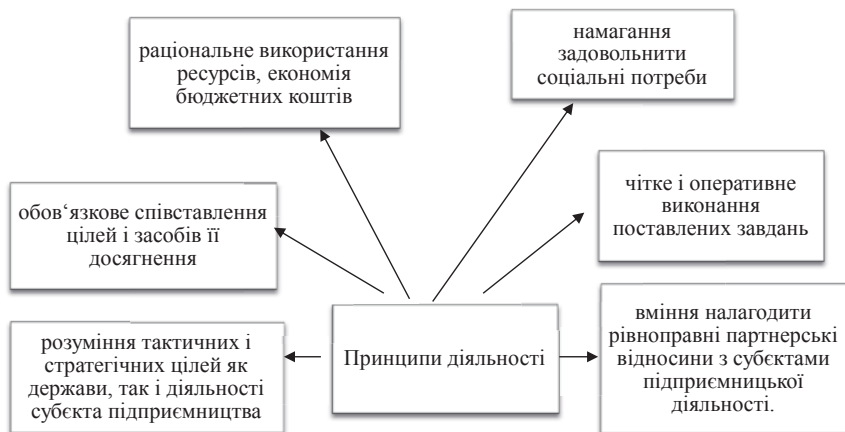 раціональне використання
ресурсів, економія
бюджетних коштів
намагання
задовольнити
соціальні потреби
обов‘язкове співставлення
цілей і засобів її
досягнення
чітке і оперативне
виконання
поставлених завдань
розуміння тактичних і
стратегічних цілей як
держави, так і діяльності
субєкта підприємництва
Принципи діяльності
вміння налагодити
рівноправні партнерські
відносини з субєктами
підприємницької
діяльності.